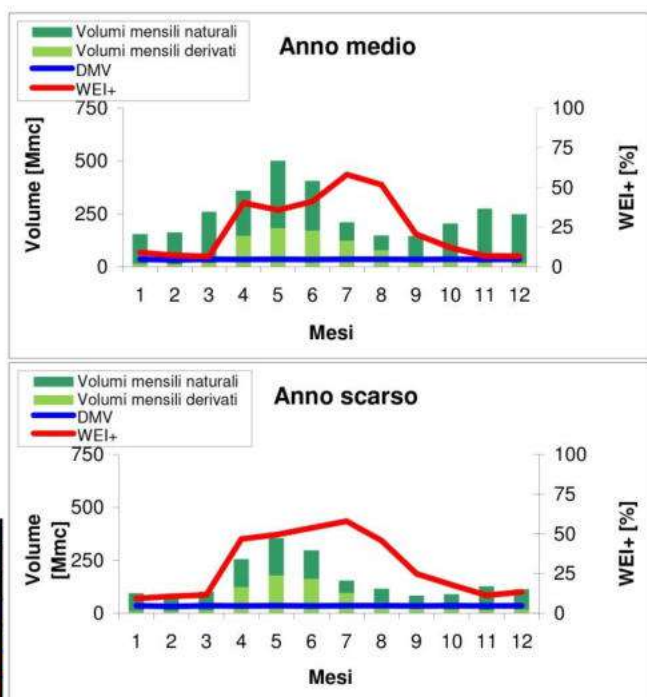 Volumi mensili naturali
Volumi mensili derivati
DMV
WEI+
Anno medio
Volume [Mmc]
750
500
250
0
100
75
50
25
0
WEI+ [%]
1 2 3 4 5 6 7 8 9 10 11 12
Mesi
Volumi mensili naturali
Volumi mensili derivati
DMV
WEI+
Anno scarso
Volume
[Mmc]
750
500
250
0
100
75
50
25
0
WEI+ [%]
1 2 3 4 5 6 7 8 9 10 11 12
Mesi